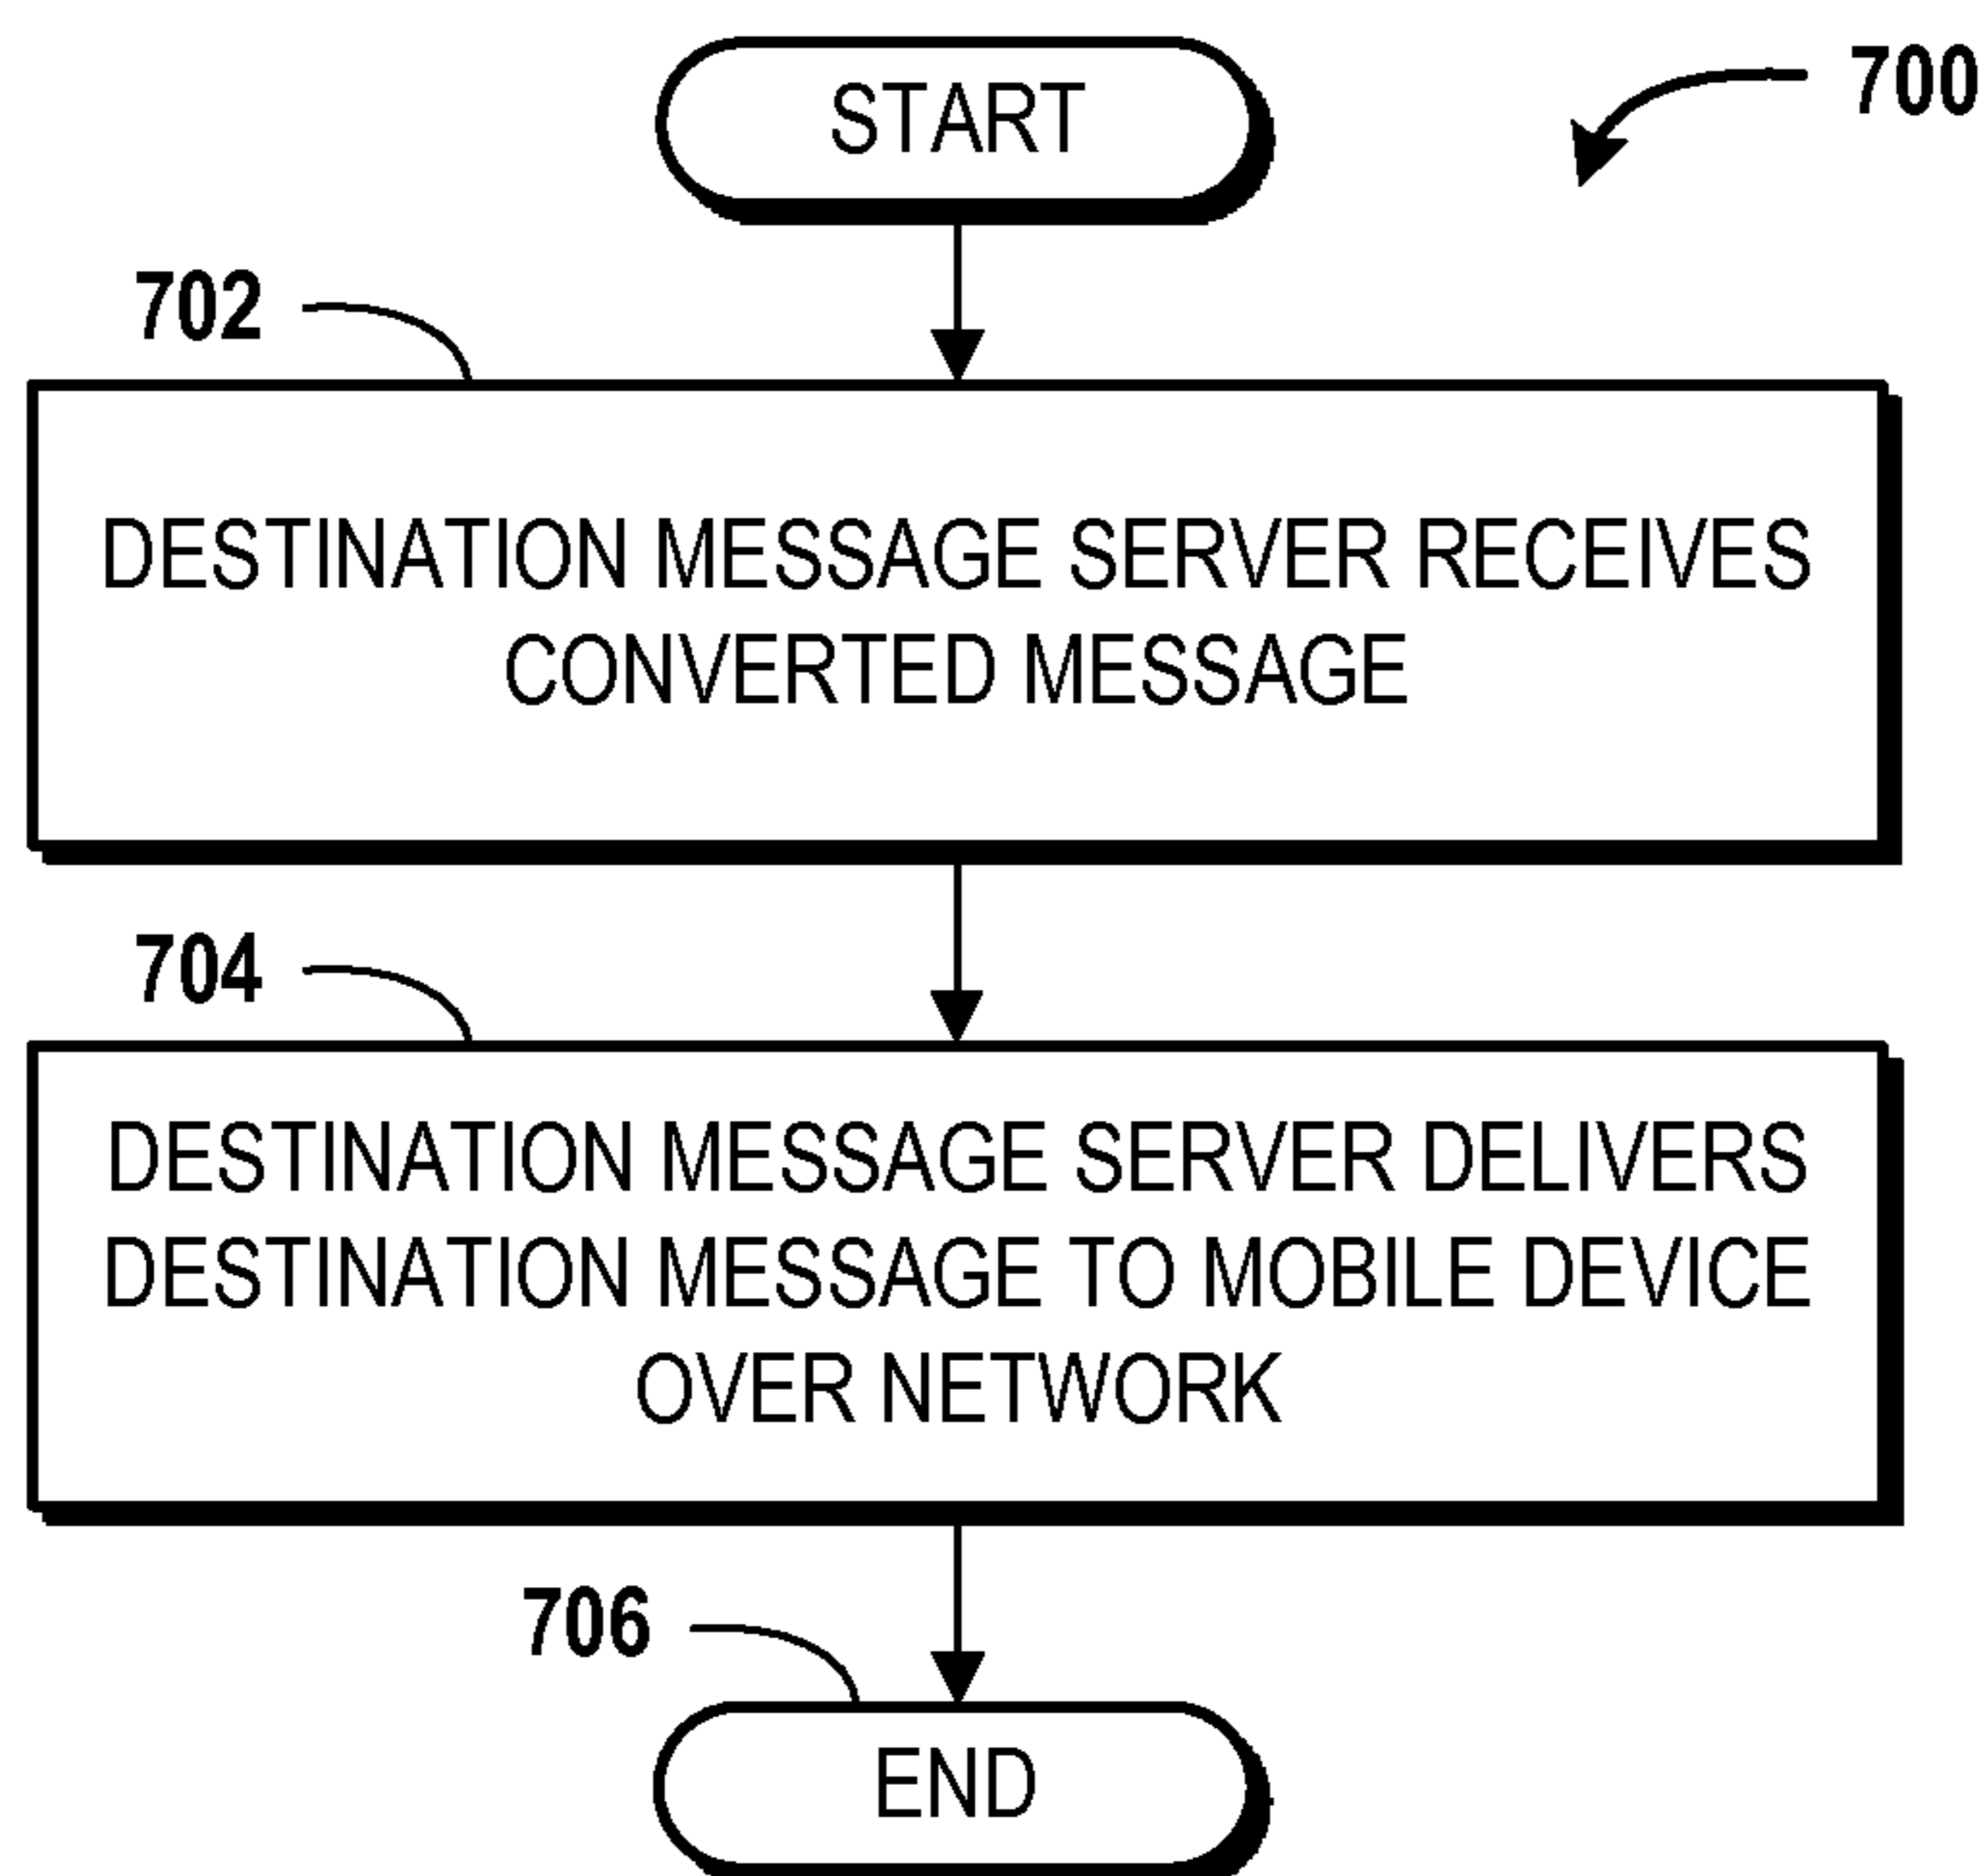 START
700
702
DESTINATION MESSAGE SERVER RECEIVES
CONVERTED MESSAGE
704
DESTINATION MESSAGE SERVER DELIVERS
DESTINATION MESSAGE TO MOBILE DEVICE
OVER NETWORK
706
END